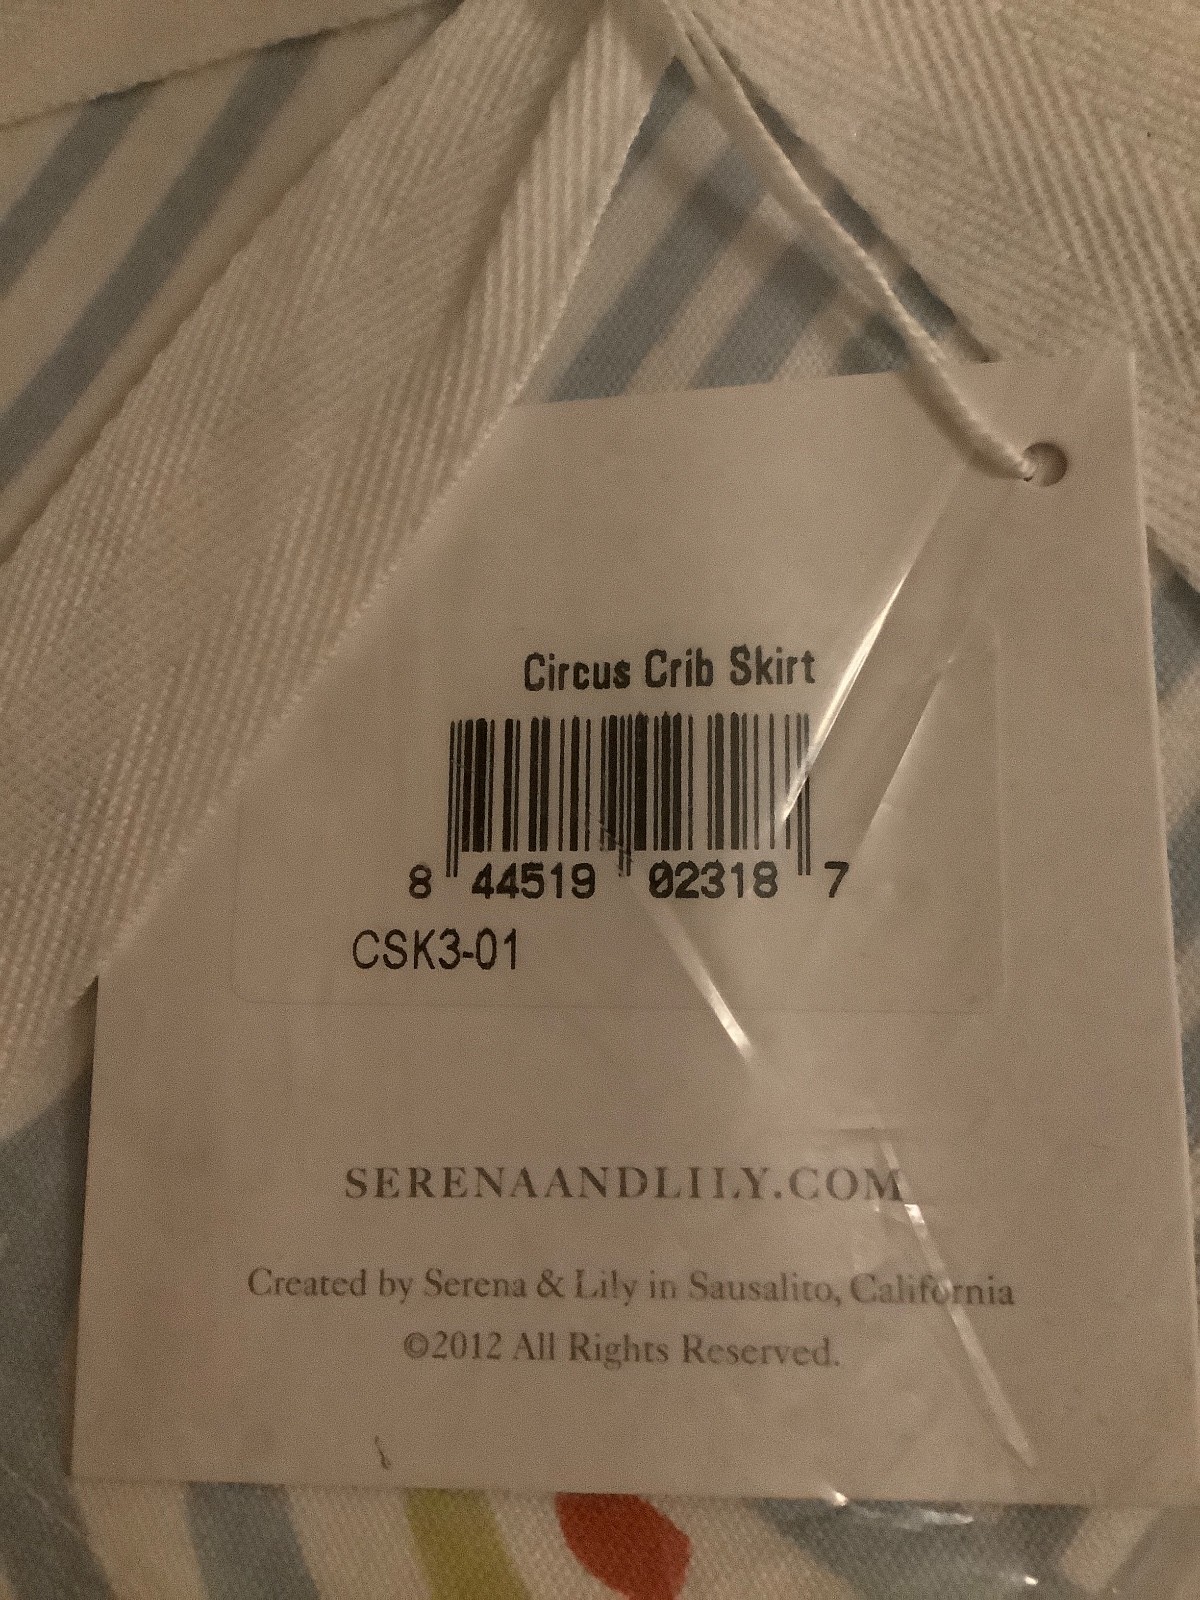 Circus Crib Skirt
8 44519 02318 7
CSK3-01
SERENAANDLILY.COM
Created by Serena & Lily in Sausalito, California
©2012 All Rights Reserved.